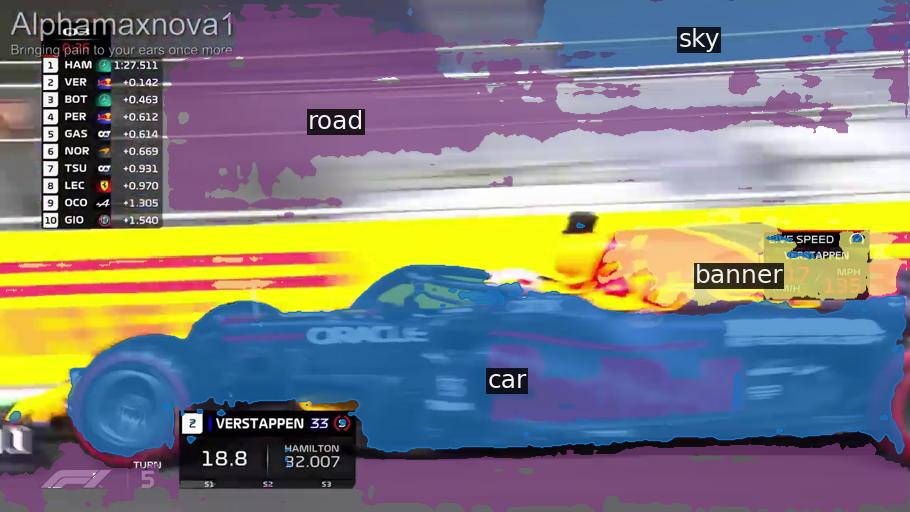 Alphamaxnova1
Bringing pain to your ears once more
sky
1 HAM 1:27.511
2 VER +0.142
3 BOT +0.463
4 PER +0.612
5 GAS +0.614
6 NOR +0.669
7 TSU +0.931
8 LEC +0.970
9 OCO +1.305
10 GIO +1.540
road
SPEED
VERSTAPPEN
banner
MPH
KM/H
ORACLE
car
2 VERSTAPPEN 33 S
18.8 HAMILTON
32.007
TURN
5
S1 S2 S3
F1